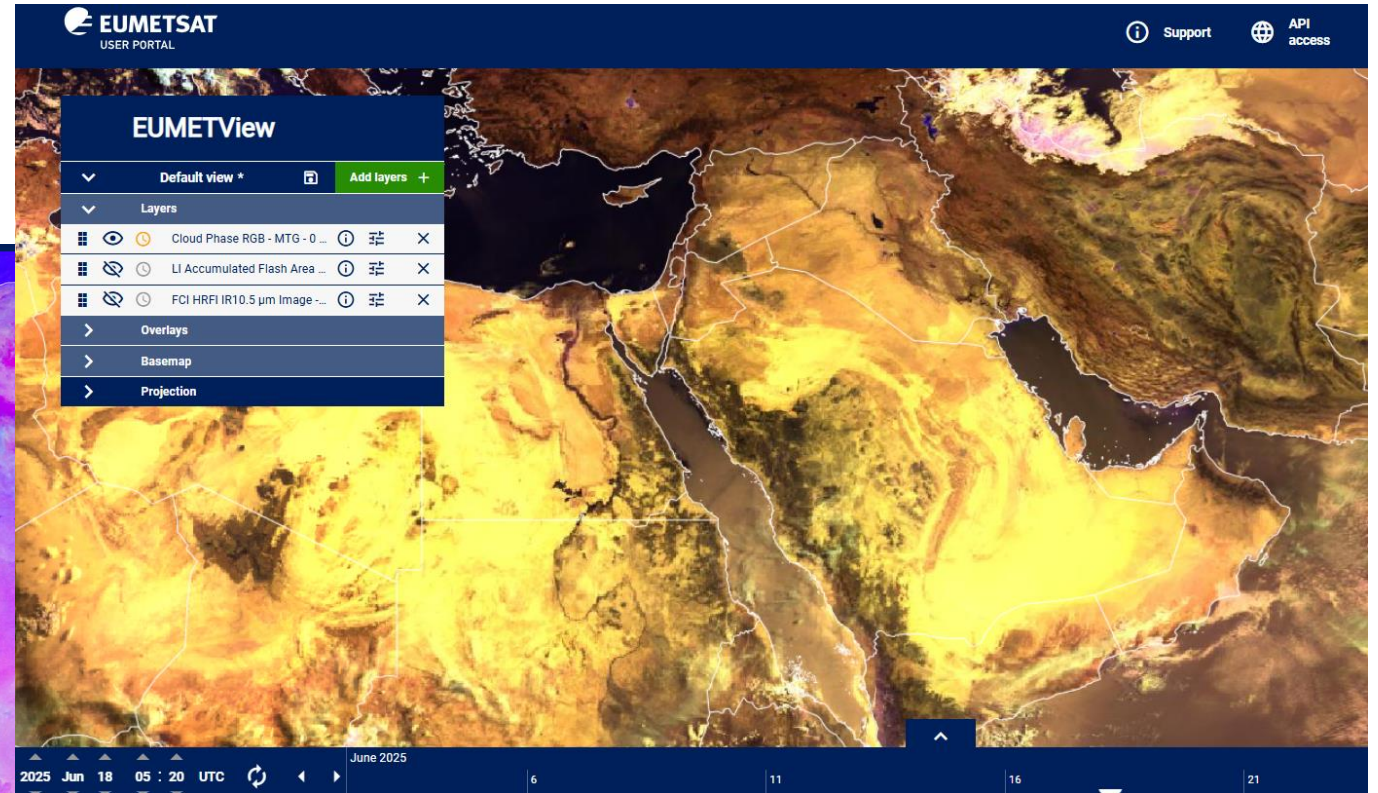 EUMETSAT
USER PORTAL
Support
API
access
EUMETView
Default view *
Add layers +
Layers
Cloud Phase RGB - MTG - 0 ...
LI Accumulated Flash Area ...
FCI HRFI IR10.5 µm Image -...
Overlays
Basemap
Projection
June 2025
2025 Jun 18 05 : 20 UTC
6
11
16
21